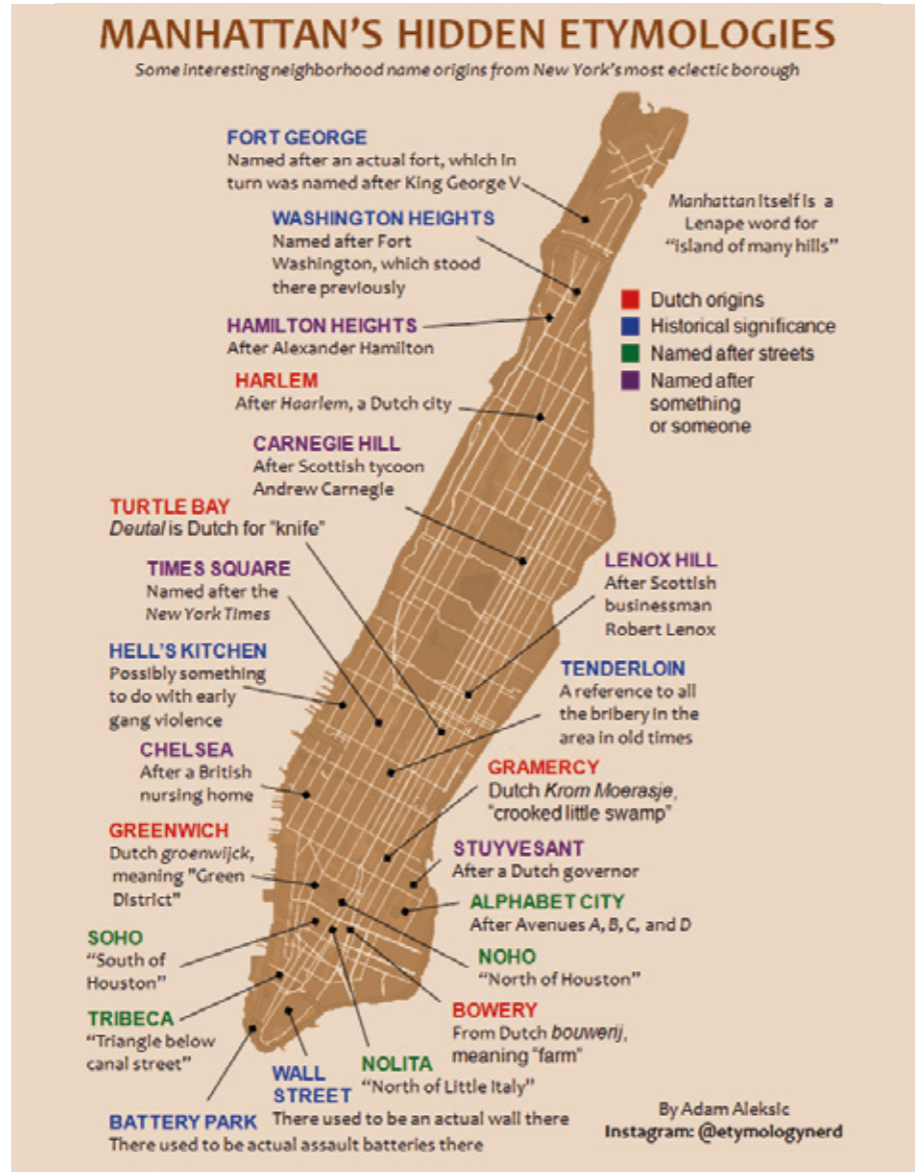 MANHATTAN'S HIDDEN ETYMOLOGIES
Some interesting neighborhood name origins from New York's most eclectic borough
FORT GEORGE
Named after an actual fort, which in
turn was named after King George V
WASHINGTON HEIGHTS
Named after Fort
Washington, which stood
there previously
Manhattan itself is a
Lenape word for
"island of many hills"
Dutch origins
Historical significance
Named after streets
Named after
something
or someone
HAMILTON HEIGHTS
After Alexander Hamilton
HARLEM
After Haarlem, a Dutch city
CARNEGIE HILL
After Scottish tycoon
Andrew Carnegie
TURTLE BAY
Deutal is Dutch for "knife"
TIMES SQUARE
Named after the
New York Times
LENOX HILL
After Scottish
businessman
Robert Lenox
HELL'S KITCHEN
Possibly something
to do with early
gang violence
TENDERLOIN
A reference to all
the bribery in the
area in old times
CHELSEA
After a British
nursing home
GRAMERCY
Dutch Krom Moerasje,
"crooked little swamp"
GREENWICH
Dutch groenwijck,
meaning "Green
District"
STUYVESANT
After a Dutch governor
ALPHABET CITY
After Avenues A, B, C, and D
SOHO
"South of
Houston"
NOHO
"North of Houston"
TRIBECA
"Triangle below
canal street"
BOWERY
From Dutch bouwerij,
meaning "farm"
NOLITA
"North of Little Italy"
WALL
STREET
There used to be an actual wall there
BATTERY PARK
There used to be actual assault batteries there
By Adam Aleksic
Instagram: @etymologynerd